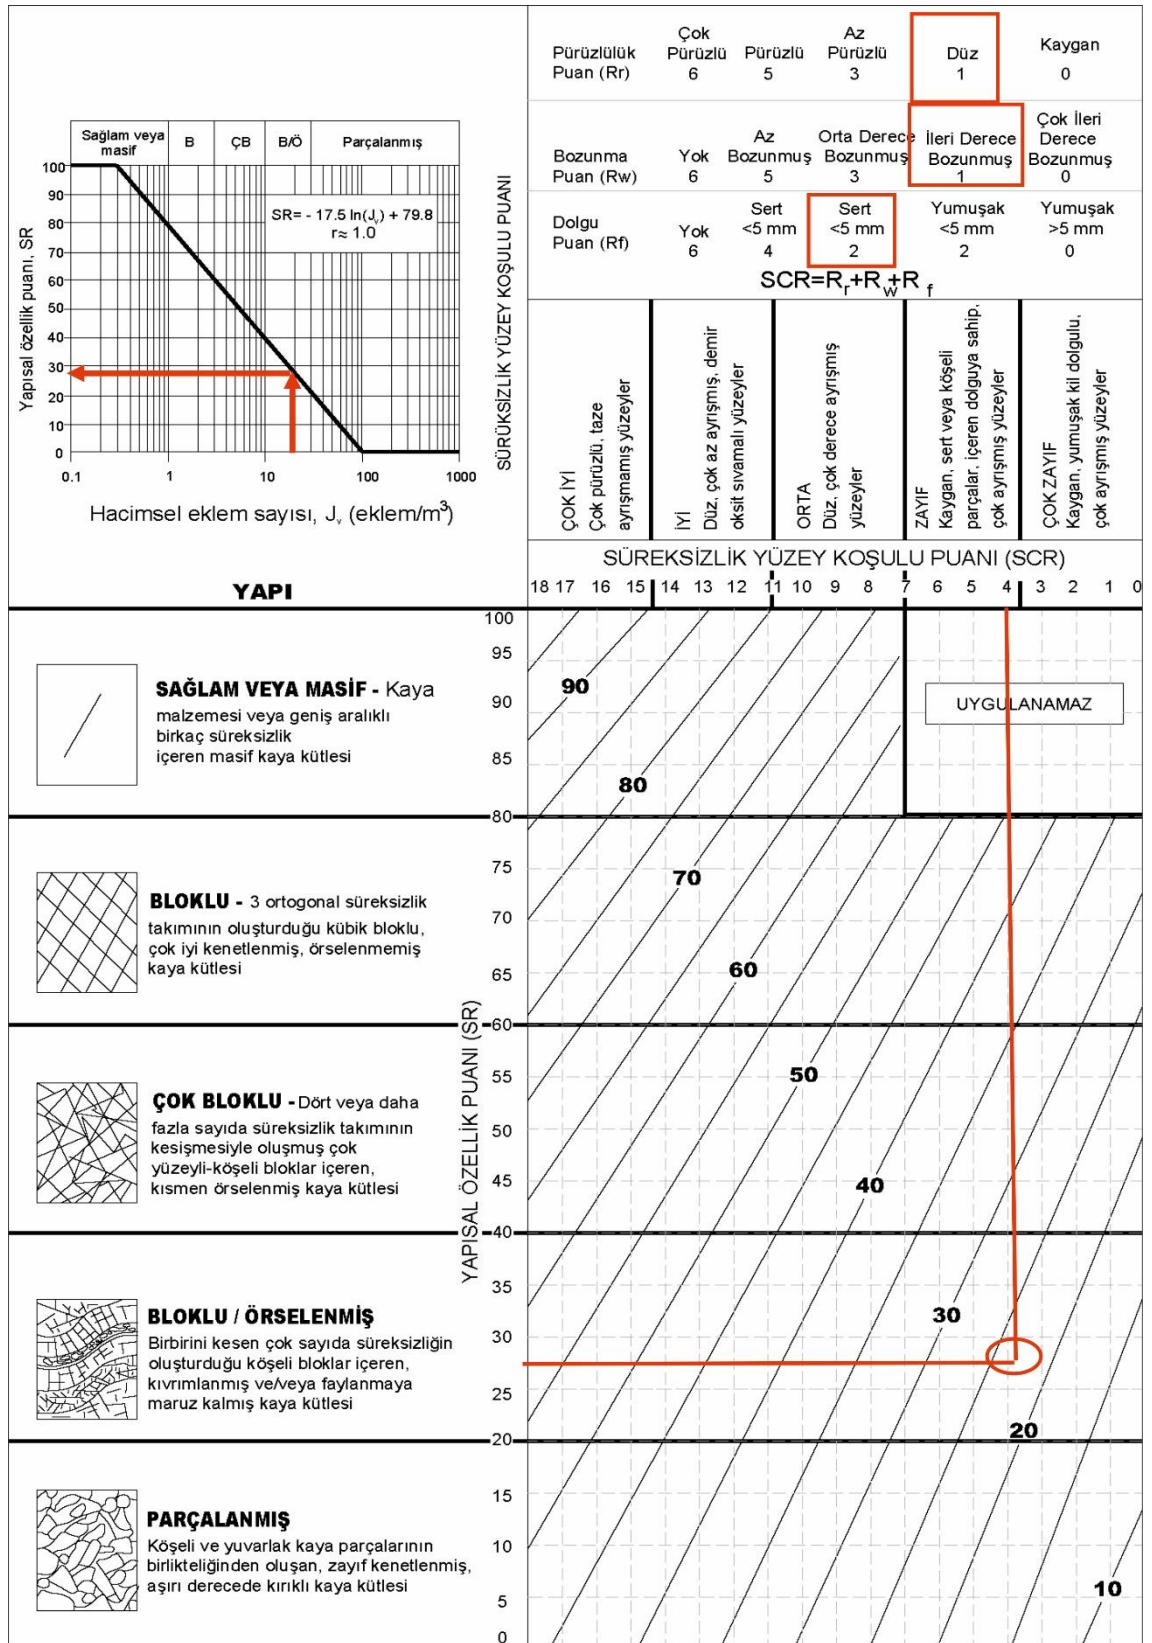 Pürüzlülük
Puan (Rr)
Çok
Pürüzlü
6
Pürüzlü
5
Az
Pürüzlü
3
Düz
1
Kaygan
0
Bozunma
Puan (Rw)
Yok
6
Az
Bozunmuş
5
Orta Derece
Bozunmuş
3
İleri Derece
Bozunmuş
1
Çok İleri
Derece
Bozunmuş
0
Dolgu
Puan (Rf)
Yok
6
Sert
<5 mm
4
Sert
<5 mm
2
Yumuşak
<5 mm
2
Yumuşak
>5 mm
0
SCR=Rr+Rw+Rf
Sağlam veya
masif
B
ÇB
B/Ö
Parçalanmış
SR= - 17.5 ln(Jv) + 79.8
r≈ 1.0
Yapısal özellik puanı, SR
100
90
80
70
60
50
40
30
20
10
0
0.1 1 10 100 1000
Hacimsel eklem sayısı, Jv (eklem/m³)
SÜRÜKSİZLİK YÜZEY KOŞULU PUANI
ÇOK İYİ
Çok pürüzlü, taze
ayrışmamış yüzeyler
İYİ
Düz, çok az ayrışmış, demir
oksit sıvamalı yüzeyler
ORTA
Düz, çok derece ayrışmış
yüzeyler
ZAYIF
Kaygan, sert veya köşeli
parçalar, içeren dolguya sahip,
çok ayrışmış yüzeyler
ÇOK ZAYIF
Kaygan, yumuşak kil dolgulu,
çok ayrışmış yüzeyler
SÜREKSİZLİK YÜZEY KOŞULU PUANI (SCR)
18 17 16 15 14 13 12 11 10 9 8 7 6 5 4 3 2 1 0
YAPI
YAPISAL ÖZELLİK PUANI (SR)
100
95
90
85
80
75
70
65
60
55
50
45
40
35
30
25
20
15
10
5
0
SAĞLAM VEYA MASİF - Kaya
malzemesi veya geniş aralıklı
birkaç süreksizlik
içeren masif kaya kütlesi
BLOKLU - 3 ortogonal süreksizlik
takımının oluşturduğu kübik bloklu,
çok iyi kenetlenmiş, örselenmemiş
kaya kütlesi
ÇOK BLOKLU - Dört veya daha
fazla sayıda süreksizlik takımının
kesişmesiyle oluşmuş çok
yüzeyli-köşeli bloklar içeren,
kısmen örselenmiş kaya kütlesi
BLOKLU / ÖRSELENMİŞ
Birbirini kesen çok sayıda süreksizliğin
oluşturduğu köşeli bloklar içeren,
kıvrımlanmış ve/veya faylanmaya
maruz kalmış kaya kütlesi
PARÇALANMIŞ
Köşeli ve yuvarlak kaya parçalarının
birlikteliğinden oluşan, zayıf kenetlenmiş,
aşırı derecede kırıklı kaya kütlesi
UYGULANAMAZ
90
80
70
60
50
40
30
20
10